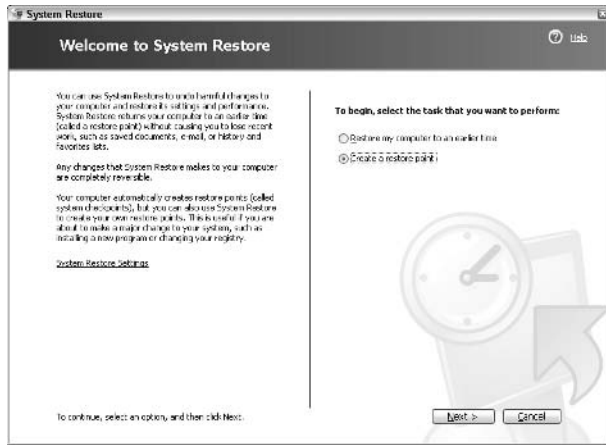 System Restore
Welcome to System Restore
Help
You can use System Restore to undo harmful changes to
your computer and restore its settings and performance.
System Restore returns your computer to an earlier time
(called a restore point) without causing you to lose recent
work, such as saved documents, e-mail, or history and
favorites lists.
Any changes that System Restore makes to your computer
are completely reversible.
Your computer automatically creates restore points (called
system checkpoints), but you can also use System Restore
to create your own restore points. This is useful if you are
about to make a major change to your system, such as
installing a new program or changing your registry.
System Restore Settings
To begin, select the task that you want to perform:
Restore my computer to an earlier time
Create a restore point
To continue, select an option, and then click Next.
Next >
Cancel